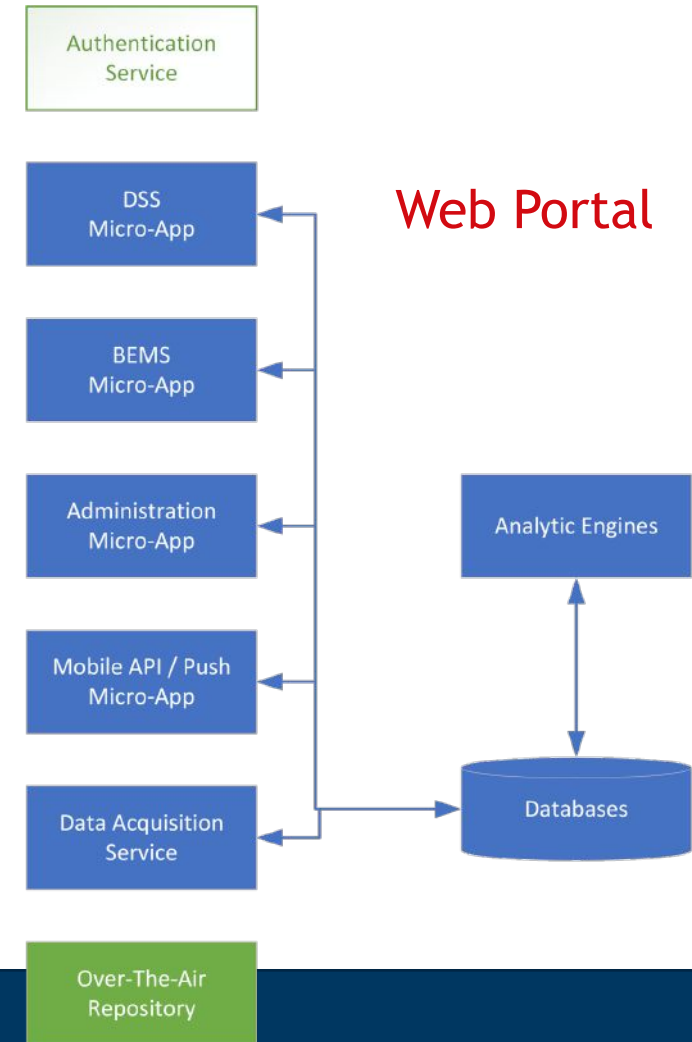 Authentication
Service
DSS
Micro-App
Web Portal
BEMS
Micro-App
Administration
Micro-App
Analytic Engines
Mobile API / Push
Micro-App
Data Acquisition
Service
Databases
Over-The-Air
Repository